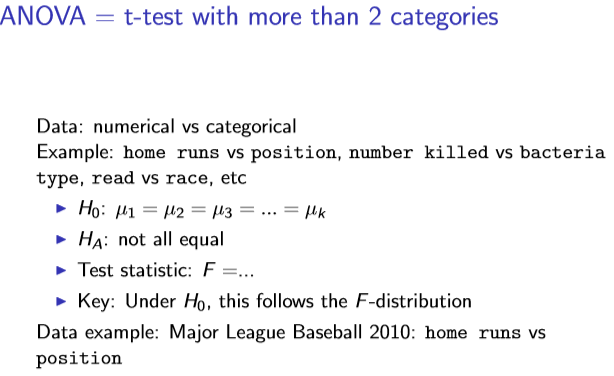 ANOVA = t-test with more than 2 categories
Data: numerical vs categorical
Example: home runs vs position, number killed vs bacteria
type, read vs race, etc
▶ H₀: μ₁ = μ₂ = μ₃ = ... = μₖ
▶ H_A: not all equal
▶ Test statistic: F =...
▶ Key: Under H₀, this follows the F-distribution
Data example: Major League Baseball 2010: home runs vs
position